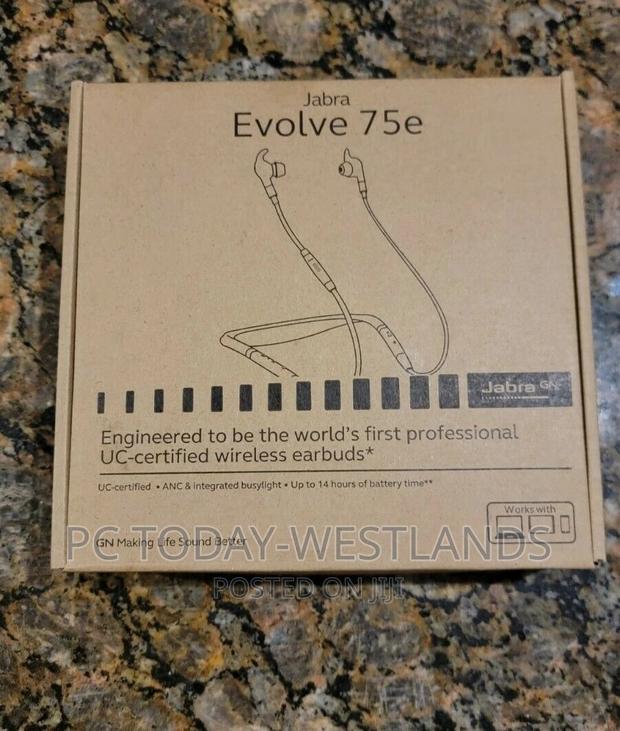 Jabra
Evolve 75e
Jabra GN
Engineered to be the world's first professional
UC-certified wireless earbuds*
UC-certified • ANC & integrated busylight • Up to 14 hours of battery time**
Works with
GN Making Life Sound Better
PC TODAY-WESTLANDS
POSTED ON JIJI